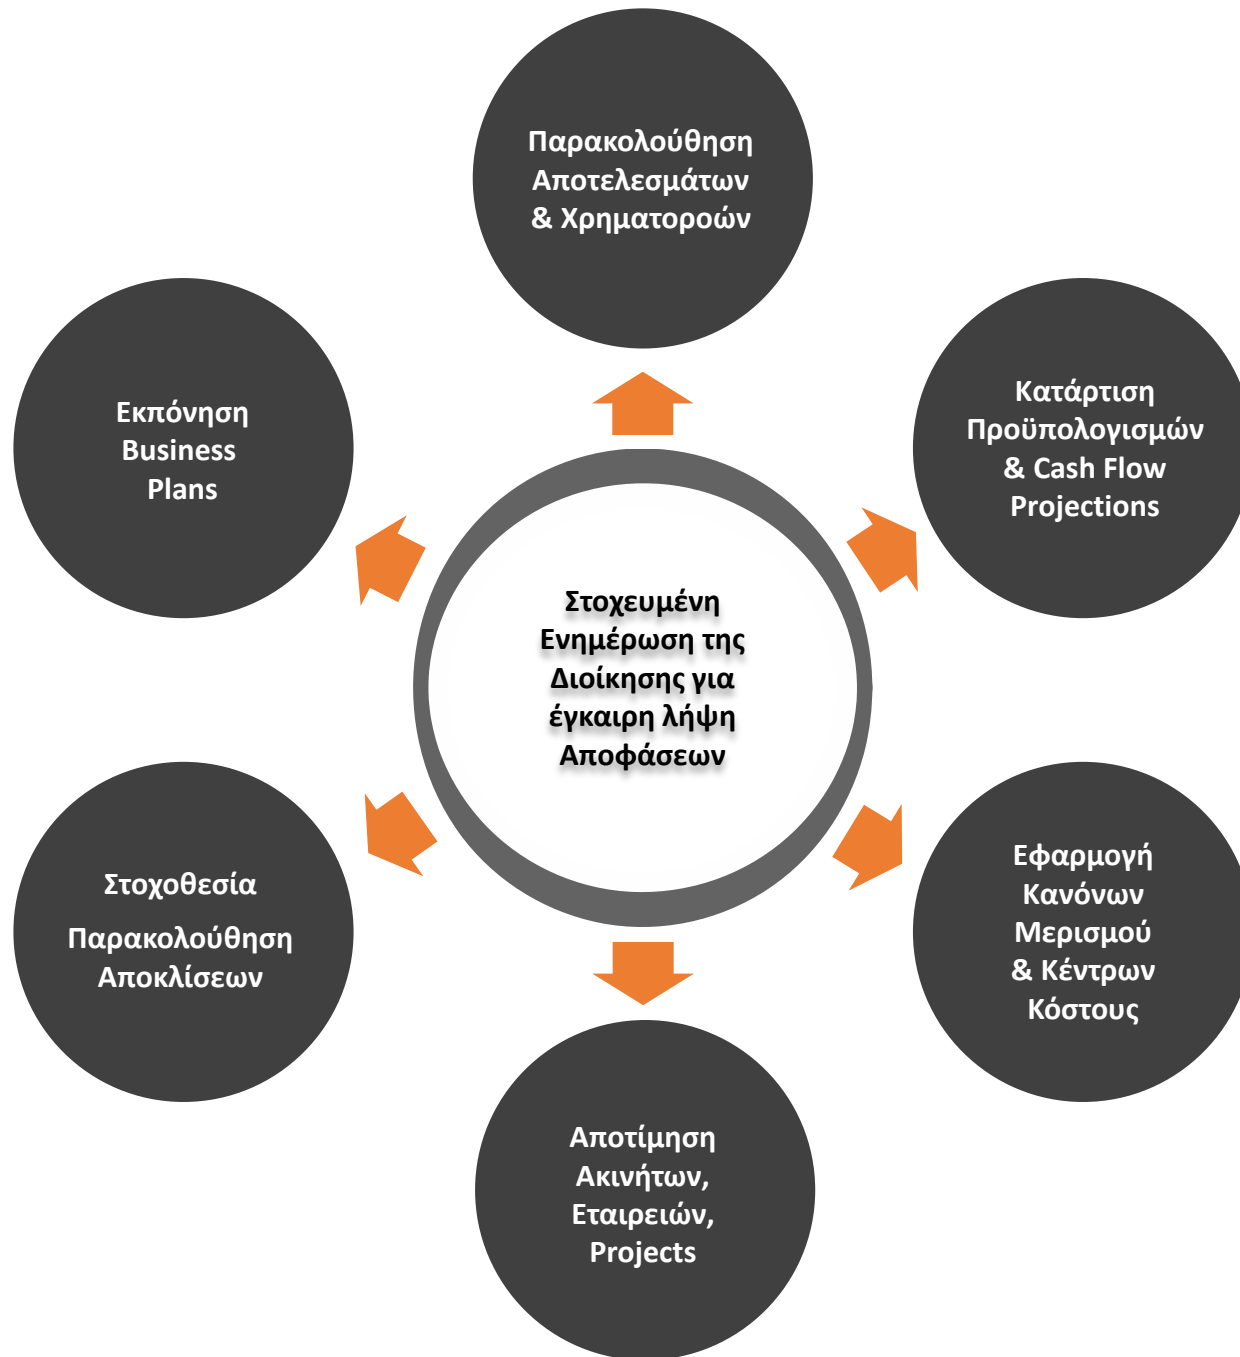 Παρακολούθηση
Αποτελεσμάτων
& Χρηματοροών
Κατάρτιση
Προϋπολογισμών
& Cash Flow
Projections
Εκπόνηση
Business
Plans
Στοχευμένη
Ενημέρωση της
Διοίκησης για
έγκαιρη λήψη
Αποφάσεων
Εφαρμογή
Κανόνων
Μερισμού
& Κέντρων
Κόστους
Στοχοθεσία
Παρακολούθηση
Αποκλίσεων
Αποτίμηση
Ακινήτων,
Εταιρειών,
Projects